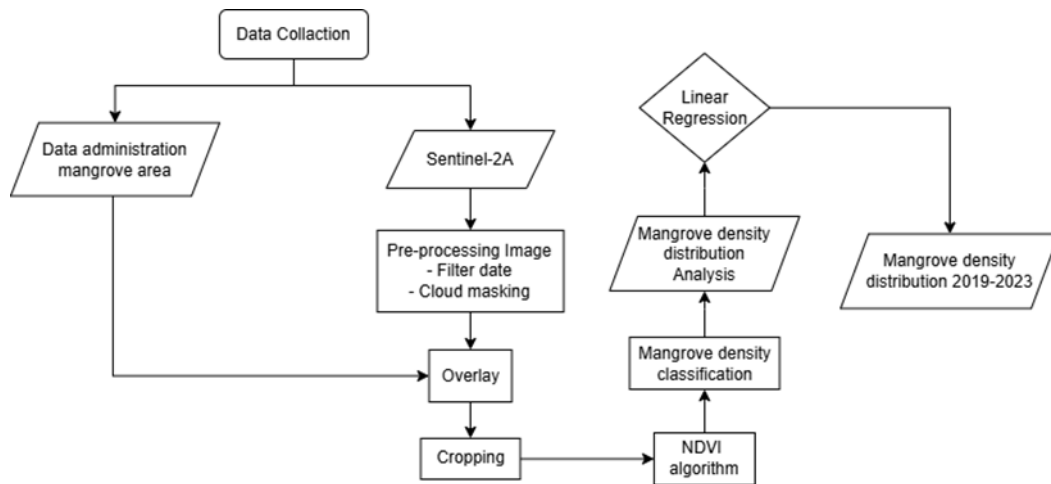 Data Collaction
Data administration
mangrove area
Sentinel-2A
Pre-processing Image
- Filter date
- Cloud masking
Overlay
Cropping
NDVI
algorithm
Mangrove density
classification
Mangrove density
distribution
Analysis
Linear
Regression
Mangrove density
distribution 2019-2023